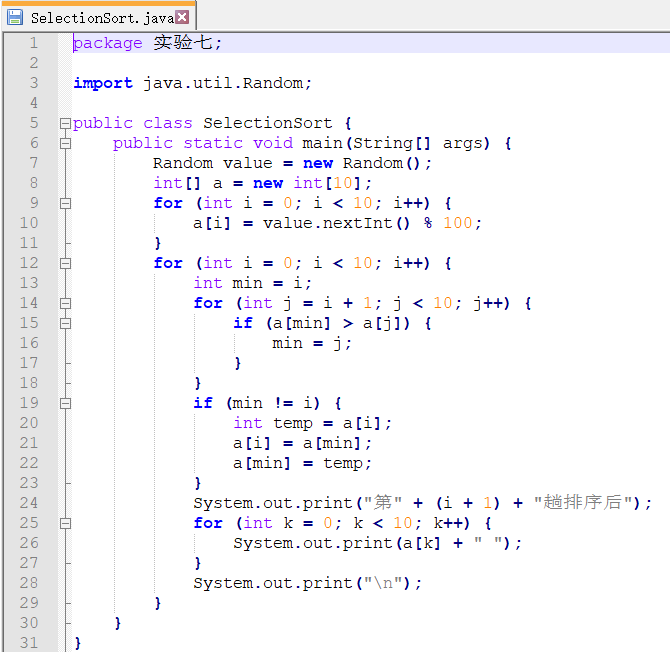 SelectionSort.java
1 package 实验七;
2
3 import java.util.Random;
4
5 public class SelectionSort {
6 public static void main(String[] args) {
7 Random value = new Random();
8 int[] a = new int[10];
9 for (int i = 0; i < 10; i++) {
10 a[i] = value.nextInt() % 100;
11 }
12 for (int i = 0; i < 10; i++) {
13 int min = i;
14 for (int j = i + 1; j < 10; j++) {
15 if (a[min] > a[j]) {
16 min = j;
17 }
18 }
19 if (min != i) {
20 int temp = a[i];
21 a[i] = a[min];
22 a[min] = temp;
23 }
24 System.out.print("第" + (i + 1) + "趟排序后");
25 for (int k = 0; k < 10; k++) {
26 System.out.print(a[k] + " ");
27 }
28 System.out.print("\n");
29 }
30 }
31 }